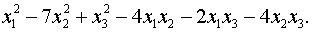 x₁² − 7x₂² + x₃² − 4x₁x₂ − 2x₁x₃ − 4x₂x₃.